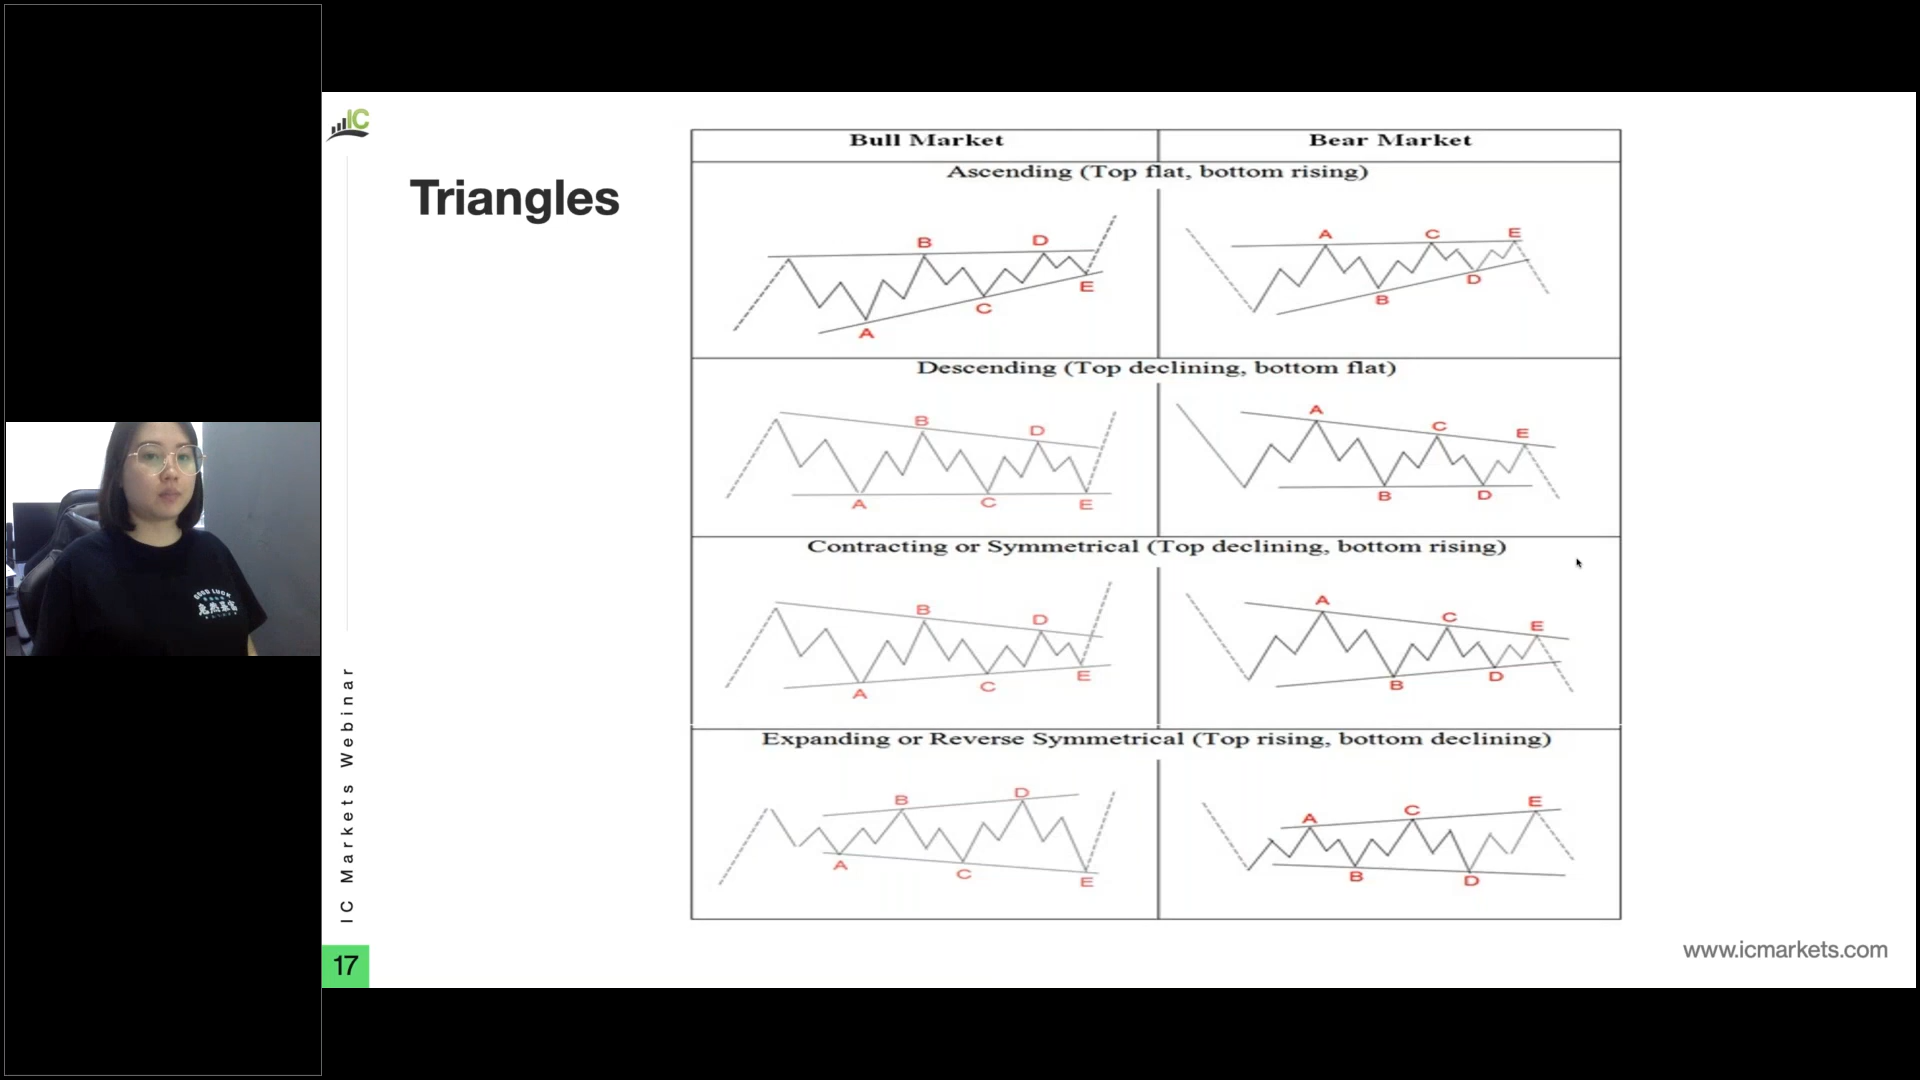 IC
Triangles
Bull Market
Bear Market
Ascending (Top flat, bottom rising)
B
D
A
C
E
A
C
E
B
D
Descending (Top declining, bottom flat)
B
D
A
C
E
A
C
E
B
D
Contracting or Symmetrical (Top declining, bottom rising)
B
D
A
C
E
A
C
E
B
D
Expanding or Reverse Symmetrical (Top rising, bottom declining)
B
D
A
C
E
A
C
E
B
D
GOOD LUCK
IC Markets Webinar
17
www.icmarkets.com